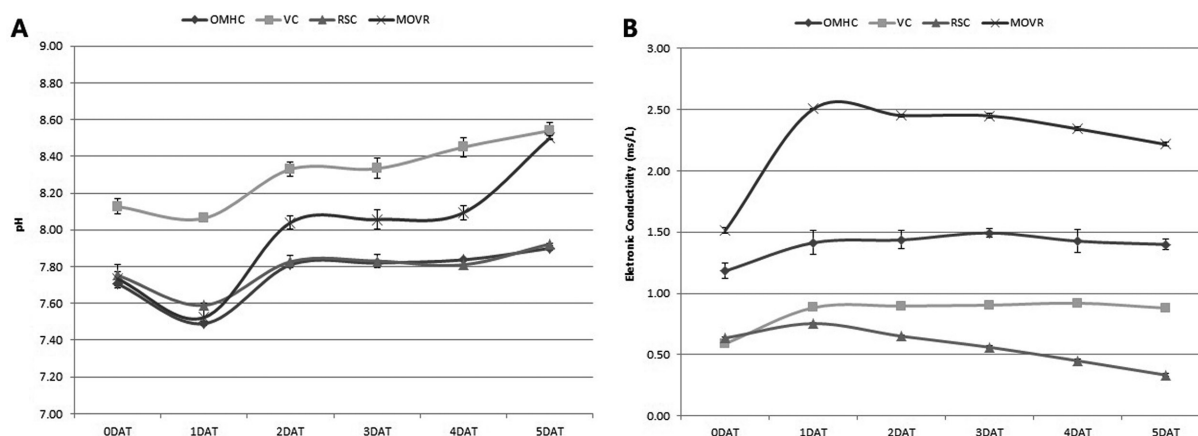 A
OMHC VC RSC MOVR
9.00
8.80
8.60
8.40
8.20
8.00
7.80
7.60
7.40
7.20
7.00
pH
0DAT 1DAT 2DAT 3DAT 4DAT 5DAT
B
OMHC VC RSC MOVR
3.00
2.50
2.00
1.50
1.00
0.50
0.00
Eletronic Conductivity (ms/L)
0DAT 1DAT 2DAT 3DAT 4DAT 5DAT